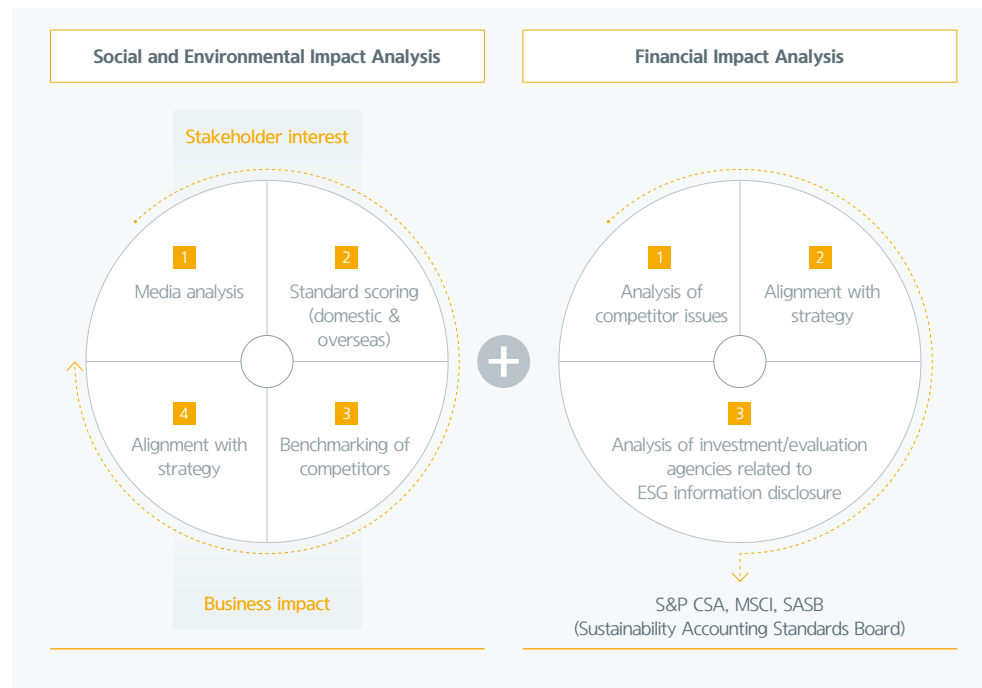 Social and Environmental Impact Analysis
Stakeholder interest
1
Media analysis
2
Standard scoring
(domestic &
overseas)
4
Alignment with
strategy
3
Benchmarking of
competitors
Business impact
+
Financial Impact Analysis
1
Analysis of
competitor issues
2
Alignment with
strategy
3
Analysis of investment/evaluation
agencies related to
ESG information disclosure
S&P CSA, MSCI, SASB
(Sustainability Accounting Standards Board)